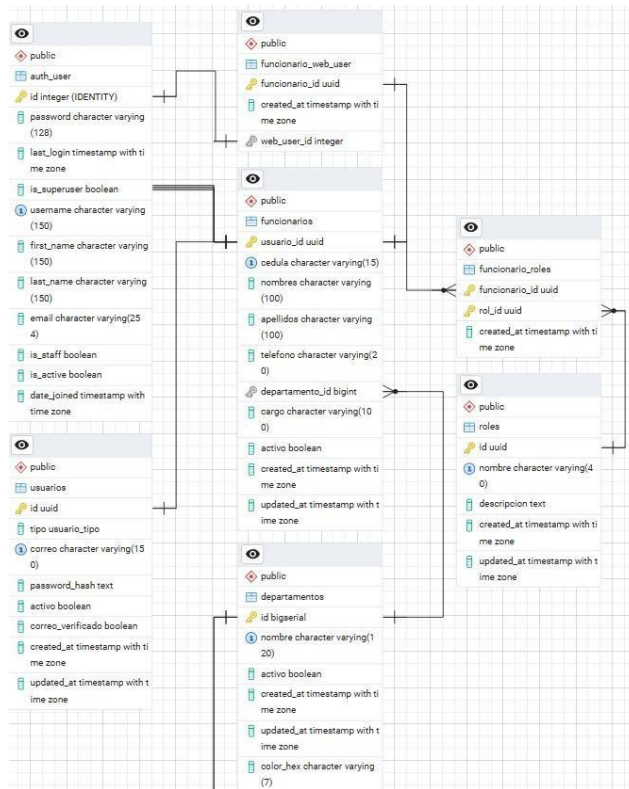 public
auth_user
id integer (IDENTITY)
password character varying
(128)
last_login timestamp with ti
me zone
is_superuser boolean
1 username character varying
(150)
first_name character varying
(150)
last_name character varying
(150)
email character varying(25
4)
is_staff boolean
is_active boolean
date_joined timestamp with
time zone
public
usuarios
id uuid
tipo usuario_tipo
1 correo character varying(15
0)
password_hash text
activo boolean
correo_verificado boolean
created_at timestamp with ti
me zone
updated_at timestamp with t
ime zone
public
funcionario_web_user
funcionario_id uuid
created_at timestamp with ti
me zone
web_user_id integer
public
funcionarios
usuario_id uuid
1 cedula character varying(15)
nombres character varying
(100)
apellidos character varying
(100)
telefono character varying(2
0)
departamento_id bigint
cargo character varying(10
0)
activo boolean
created_at timestamp with ti
me zone
updated_at timestamp with t
ime zone
public
departamentos
id bigserial
1 nombre character varying(1
20)
activo boolean
created_at timestamp with ti
me zone
updated_at timestamp with t
ime zone
color_hex character varying
(7)
public
funcionario_roles
funcionario_id uuid
rol_id uuid
created_at timestamp with ti
me zone
public
roles
id uuid
1 nombre character varying(4
0)
descripcion text
created_at timestamp with ti
me zone
updated_at timestamp with t
ime zone